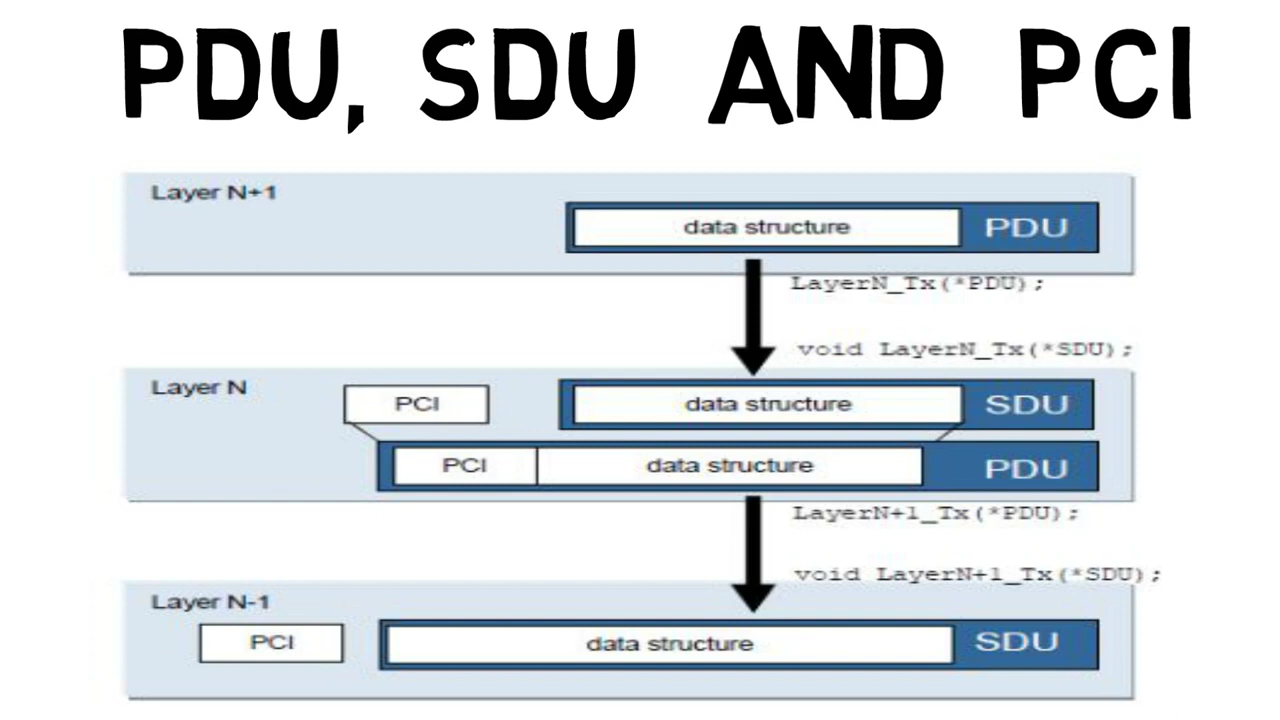 PDU, SDU AND PCI
Layer N+1
data structure PDU
LayerN_Tx(*PDU);
void LayerN_Tx(*SDU);
Layer N
PCI data structure SDU
PCI data structure PDU
LayerN+1_Tx(*PDU);
void LayerN+1_Tx(*SDU);
Layer N-1
PCI data structure SDU